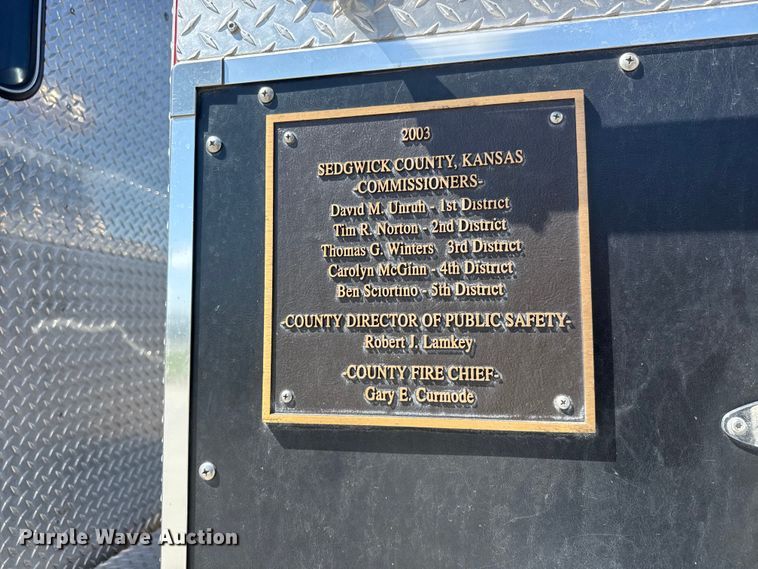 2003
SEDGWICK COUNTY, KANSAS
-COMMISSIONERS-
David M. Unruh - 1st District
Tim R. Norton - 2nd District
Thomas G. Winters  3rd District
Carolyn McGinn - 4th District
Ben Sciortino - 5th District
-COUNTY DIRECTOR OF PUBLIC SAFETY-
Robert J. Lamkey
-COUNTY FIRE CHIEF-
Gary E. Curmode
Purple Wave Auction